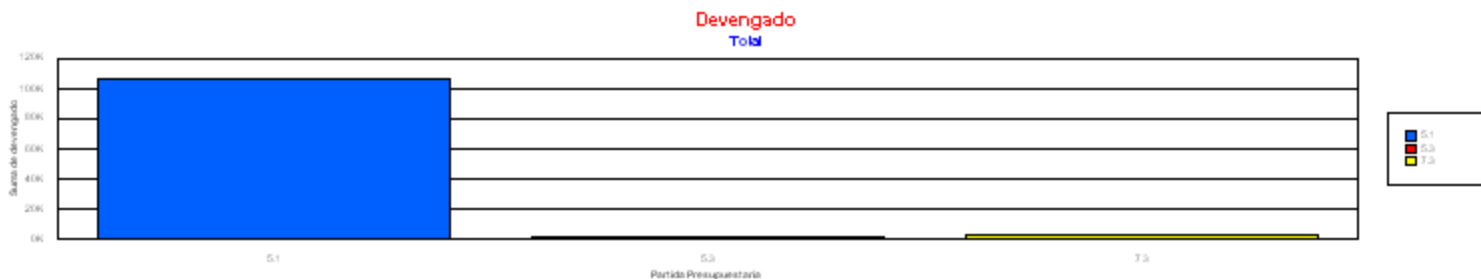 Devengado
Total
120K
100K
80K
60K
40K
20K
0K
Suma de devengado
5.1
5.3
7.3
Partida Presupuestaria
5.1
5.3
7.3